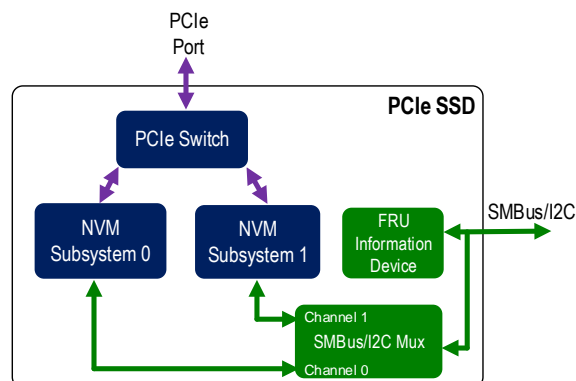 PCIe
Port
PCIe SSD
PCIe Switch
NVM
Subsystem 0
NVM
Subsystem 1
FRU
Information
Device
SMBus/I2C
Channel 1
SMBus/I2C Mux
Channel 0